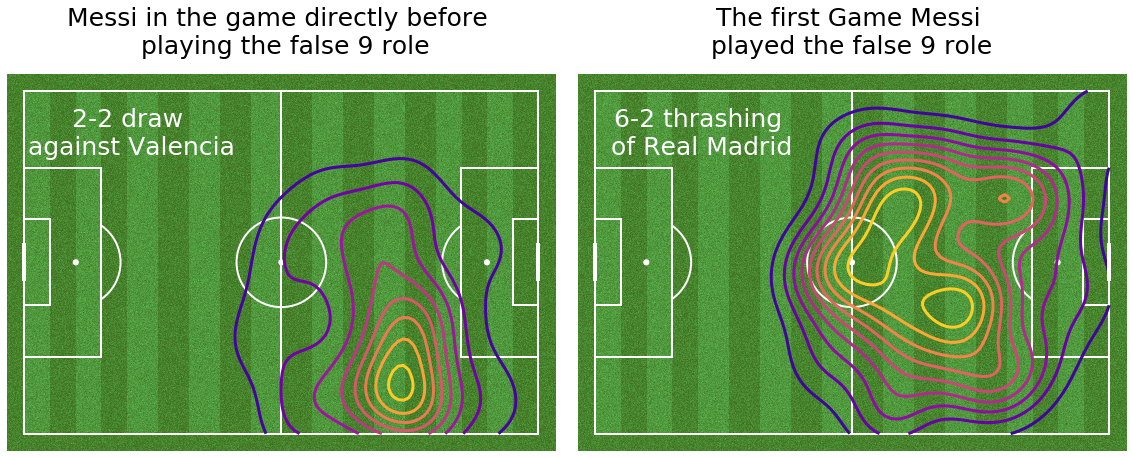 Messi in the game directly before
playing the false 9 role
The first Game Messi
played the false 9 role
2-2 draw
against Valencia
6-2 thrashing
of Real Madrid